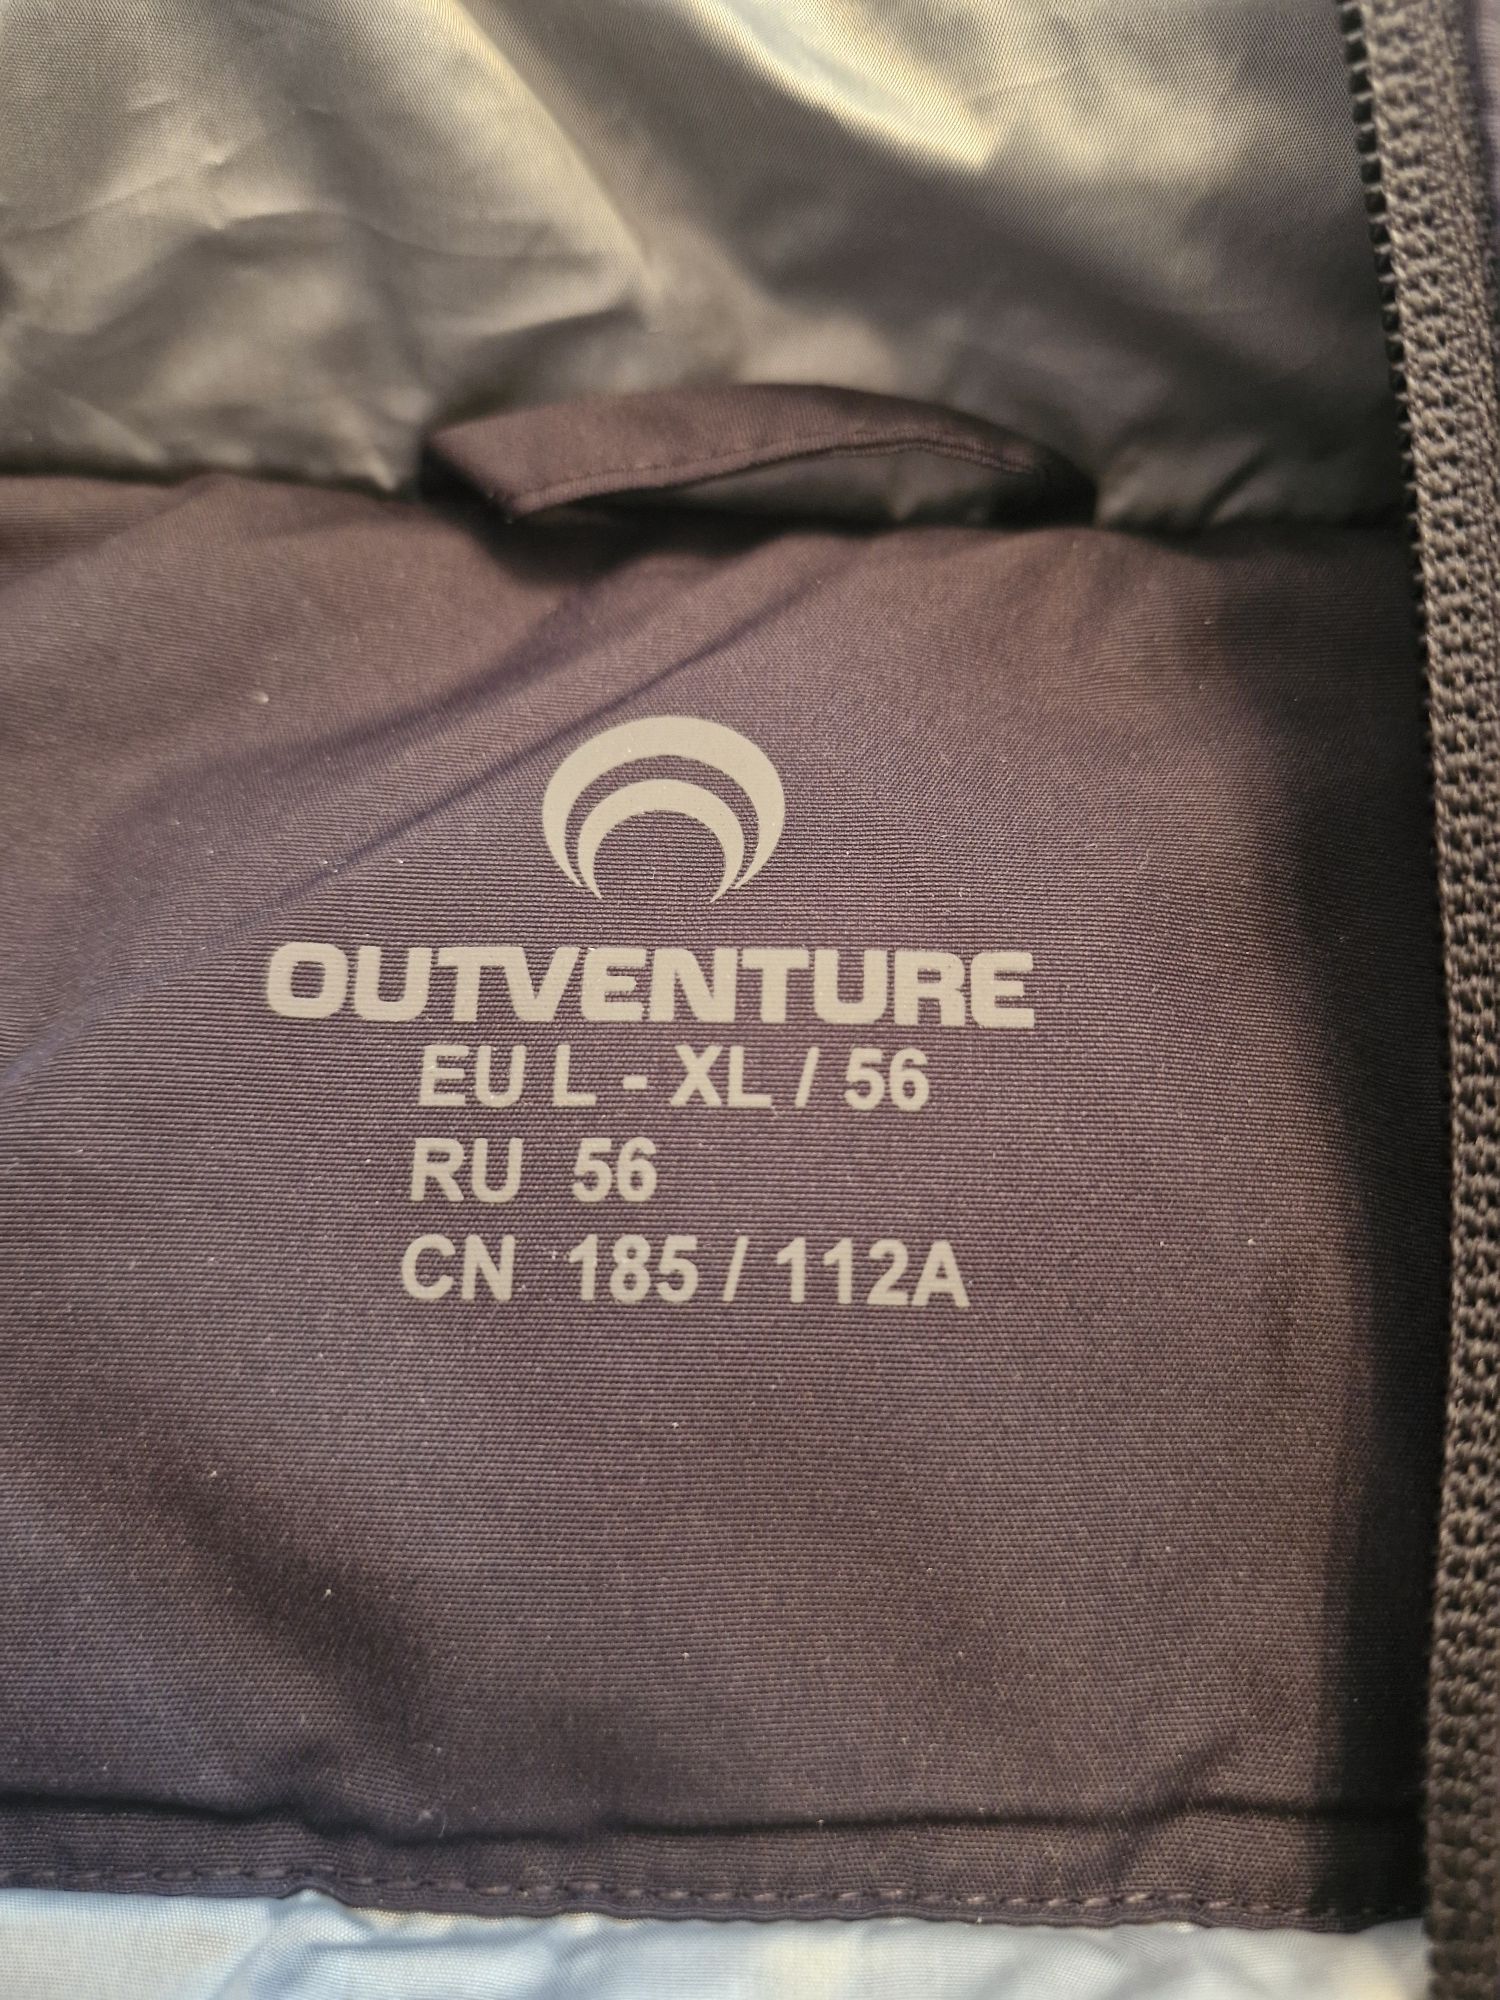 OUTVENTURE
EU L - XL / 56
RU 56
CN 185 / 112A